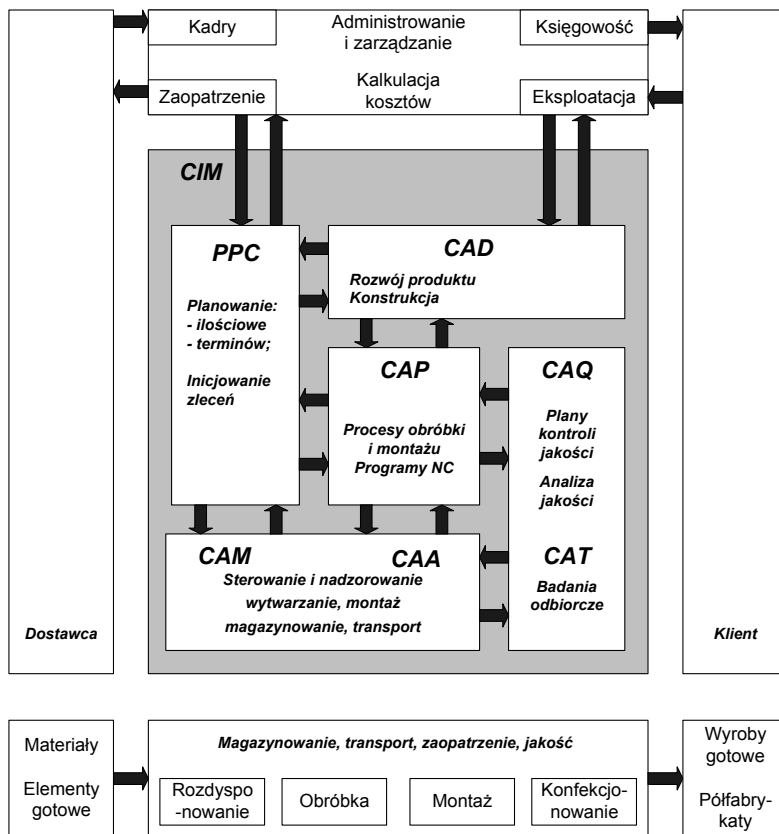 Kadry
Administrowanie
i zarządzanie
Księgowość
Zaopatrzenie
Kalkulacja
kosztów
Eksploatacja
CIM
PPC
Planowanie:
- ilościowe
- terminów;
Inicjowanie
zleceń
CAD
Rozwój produktu
Konstrukcja
CAP
Procesy obróbki
i montażu
Programy NC
CAQ
Plany
kontroli
jakości
Analiza
jakości
CAM
CAA
Sterowanie i nadzorowanie
wytwarzanie, montaż
magazynowanie, transport
CAT
Badania
odbiorcze
Dostawca
Klient
Materiały
Elementy
gotowe
Magazynowanie, transport, zaopatrzenie, jakość
Rozdyspo
-nowanie
Obróbka
Montaż
Konfekcjo-
nowanie
Wyroby
gotowe
Półfabry-
katy